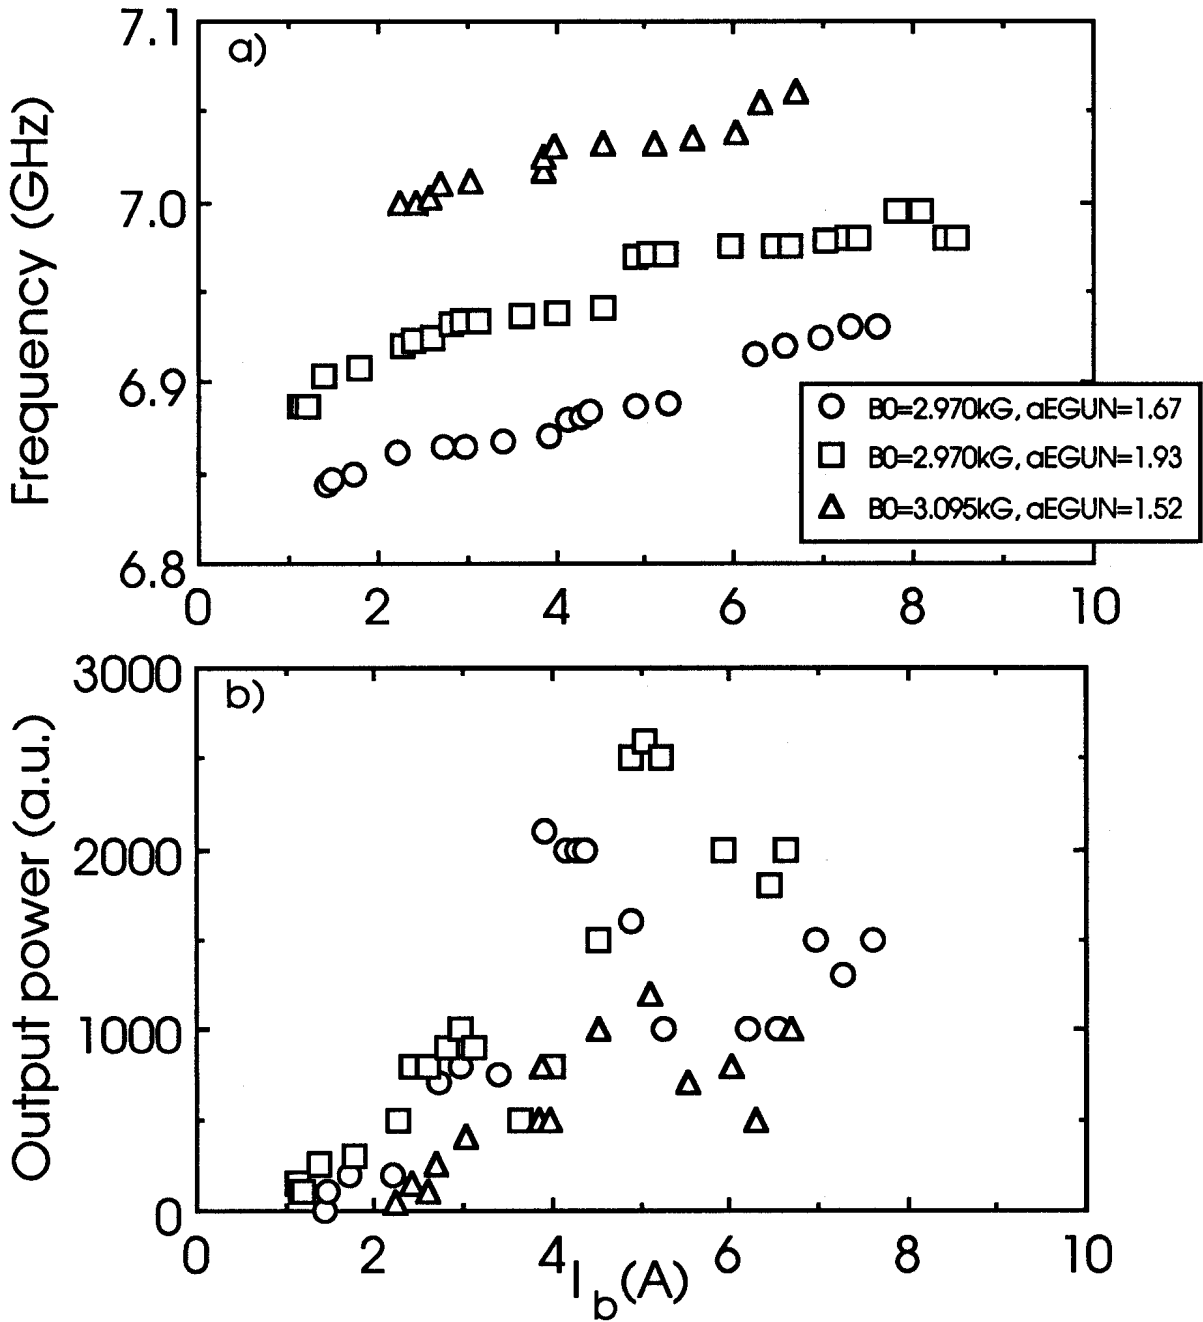 a)
7.1
7.0
6.9
6.8
Frequency (GHz)
0 2 4 6 8 10
B0=2.970kG, aEGUN=1.67
B0=2.970kG, aEGUN=1.93
B0=3.095kG, aEGUN=1.52
b)
3000
2000
1000
0
Output power (a.u.)
0 2 4 6 8 10
I_b(A)